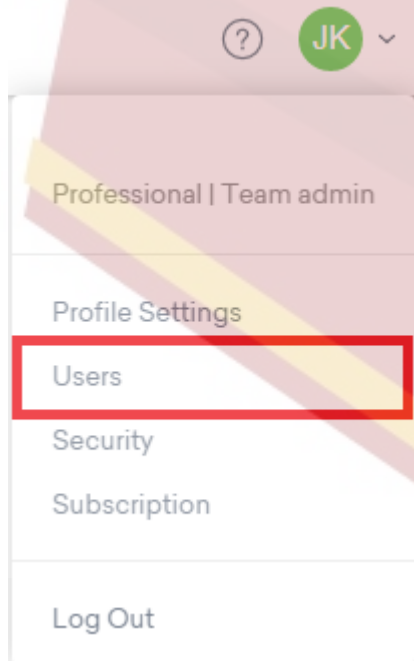 ? JK
Professional | Team admin
Profile Settings
Users
Security
Subscription
Log Out